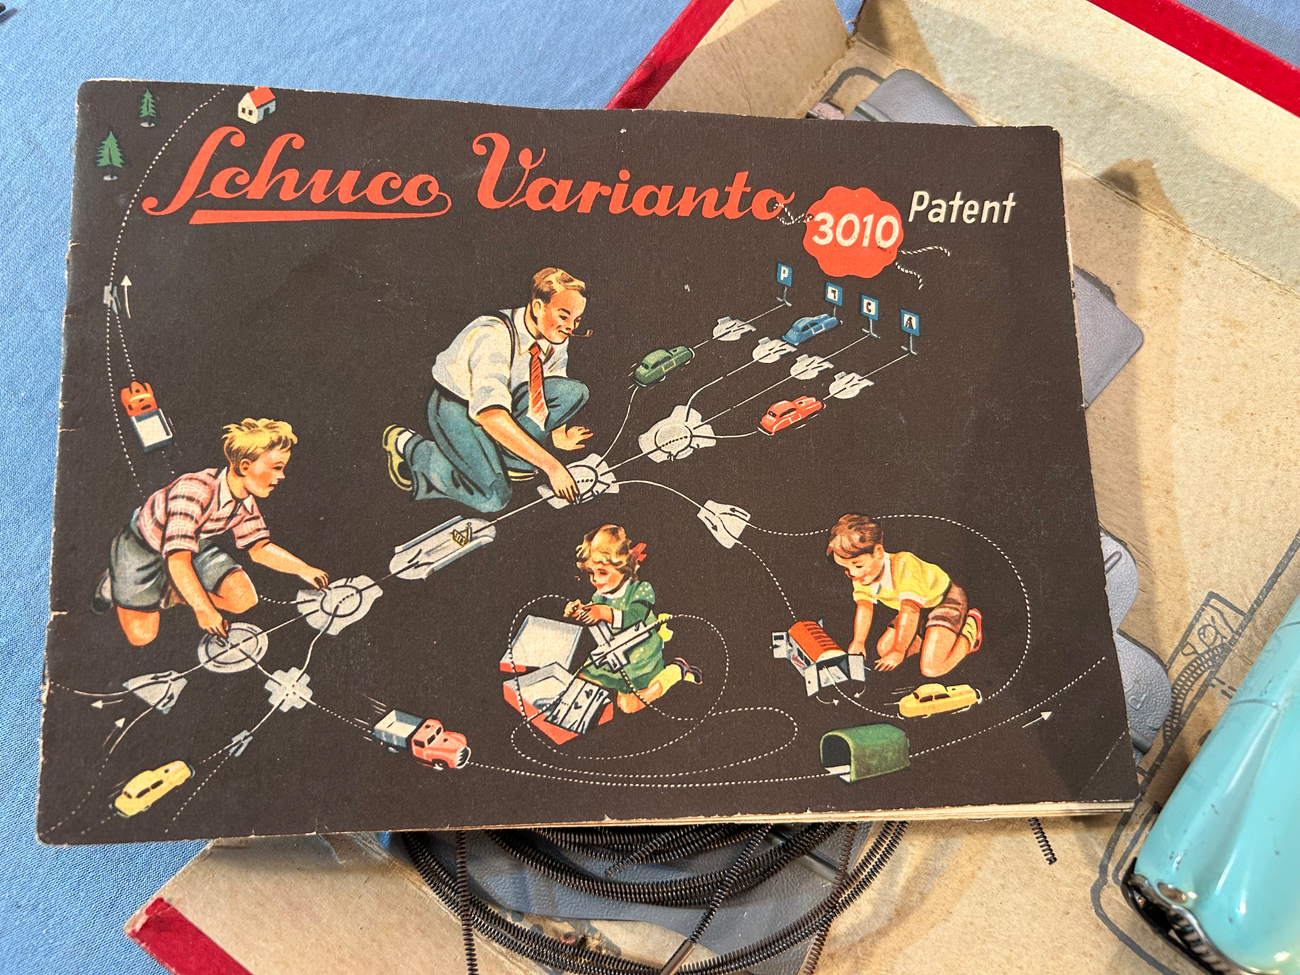 Schuco Varianto 3010 Patent
P